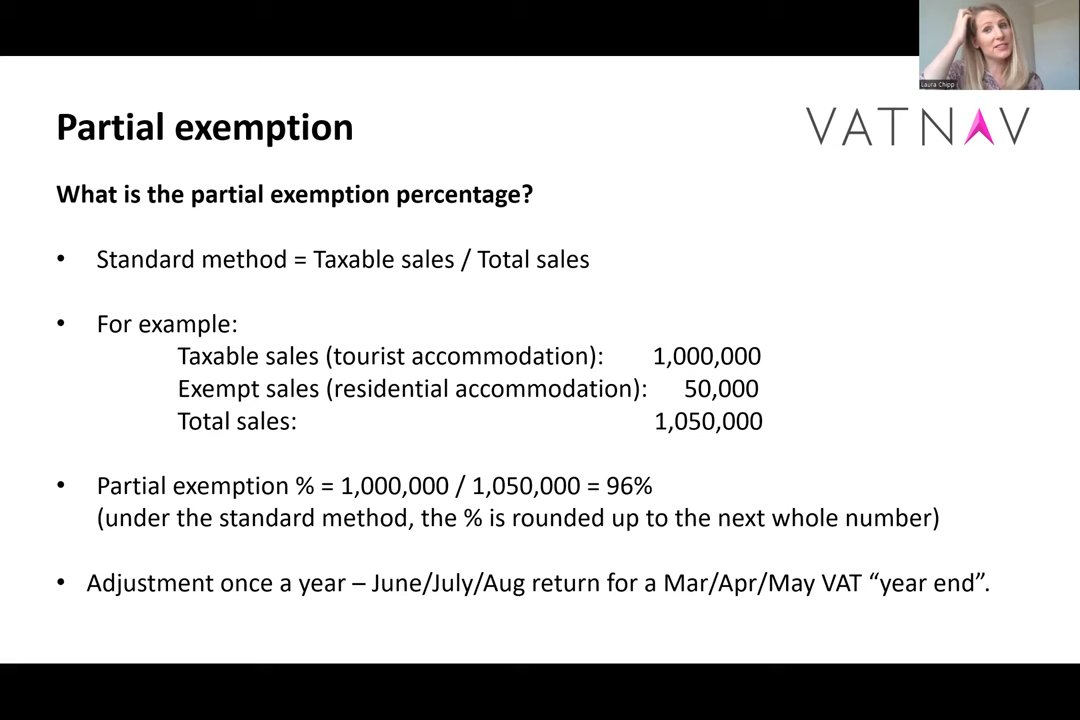 Laura Chipp
Partial exemption
VATNAV
What is the partial exemption percentage?
• Standard method = Taxable sales / Total sales
• For example:
Taxable sales (tourist accommodation): 1,000,000
Exempt sales (residential accommodation): 50,000
Total sales: 1,050,000
• Partial exemption % = 1,000,000 / 1,050,000 = 96%
(under the standard method, the % is rounded up to the next whole number)
• Adjustment once a year – June/July/Aug return for a Mar/Apr/May VAT “year end”.